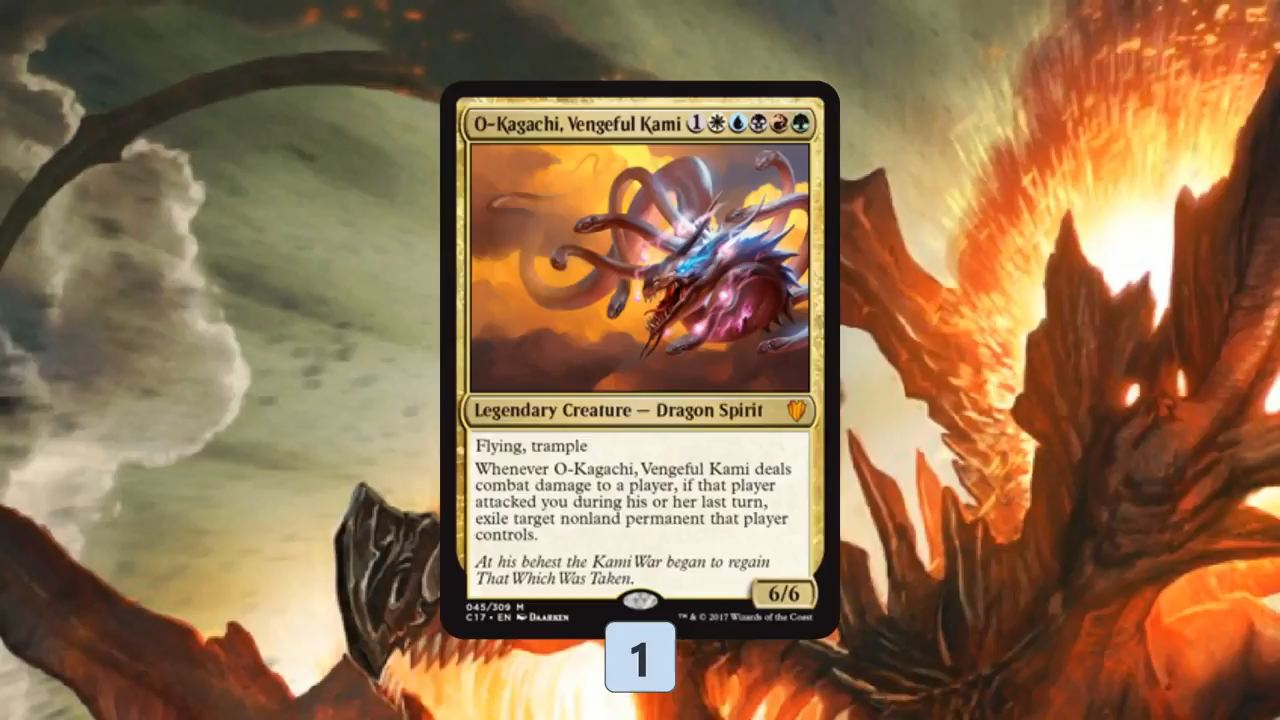 O-Kagachi, Vengeful Kami 1
Legendary Creature — Dragon Spirit
Flying, trample
Whenever O-Kagachi, Vengeful Kami deals
combat damage to a player, if that player
attacked you during his or her last turn,
exile target nonland permanent that player
controls.
At his behest the Kami War began to regain
That Which Was Taken.
6/6
045/309 M
C17 • EN Daarken
™ & © 2017 Wizards of the Coast
1